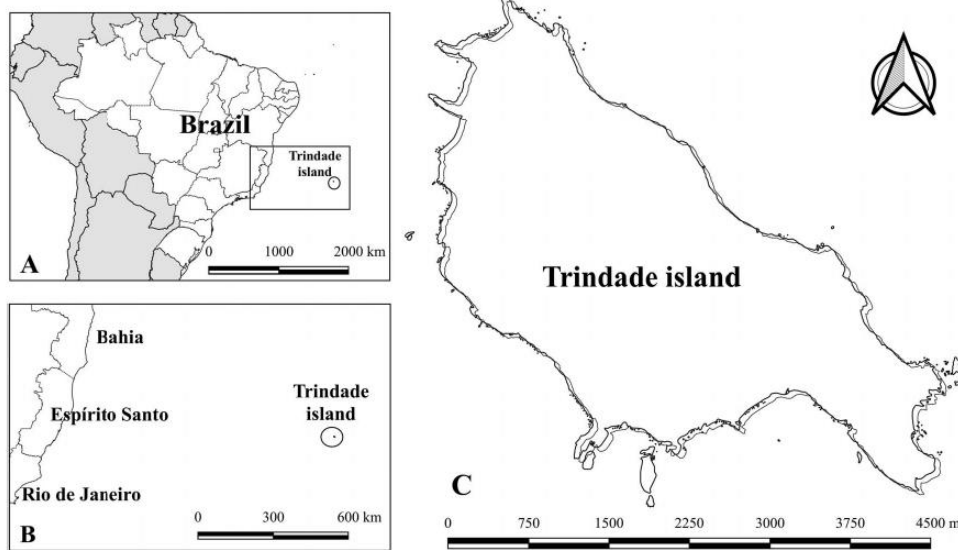 Brazil
Trindade
island
0 1000 2000 km
A
Bahia
Trindade
island
Espírito Santo
Rio de Janeiro
0 300 600 km
B
Trindade island
C
0 750 1500 2250 3000 3750 4500 m